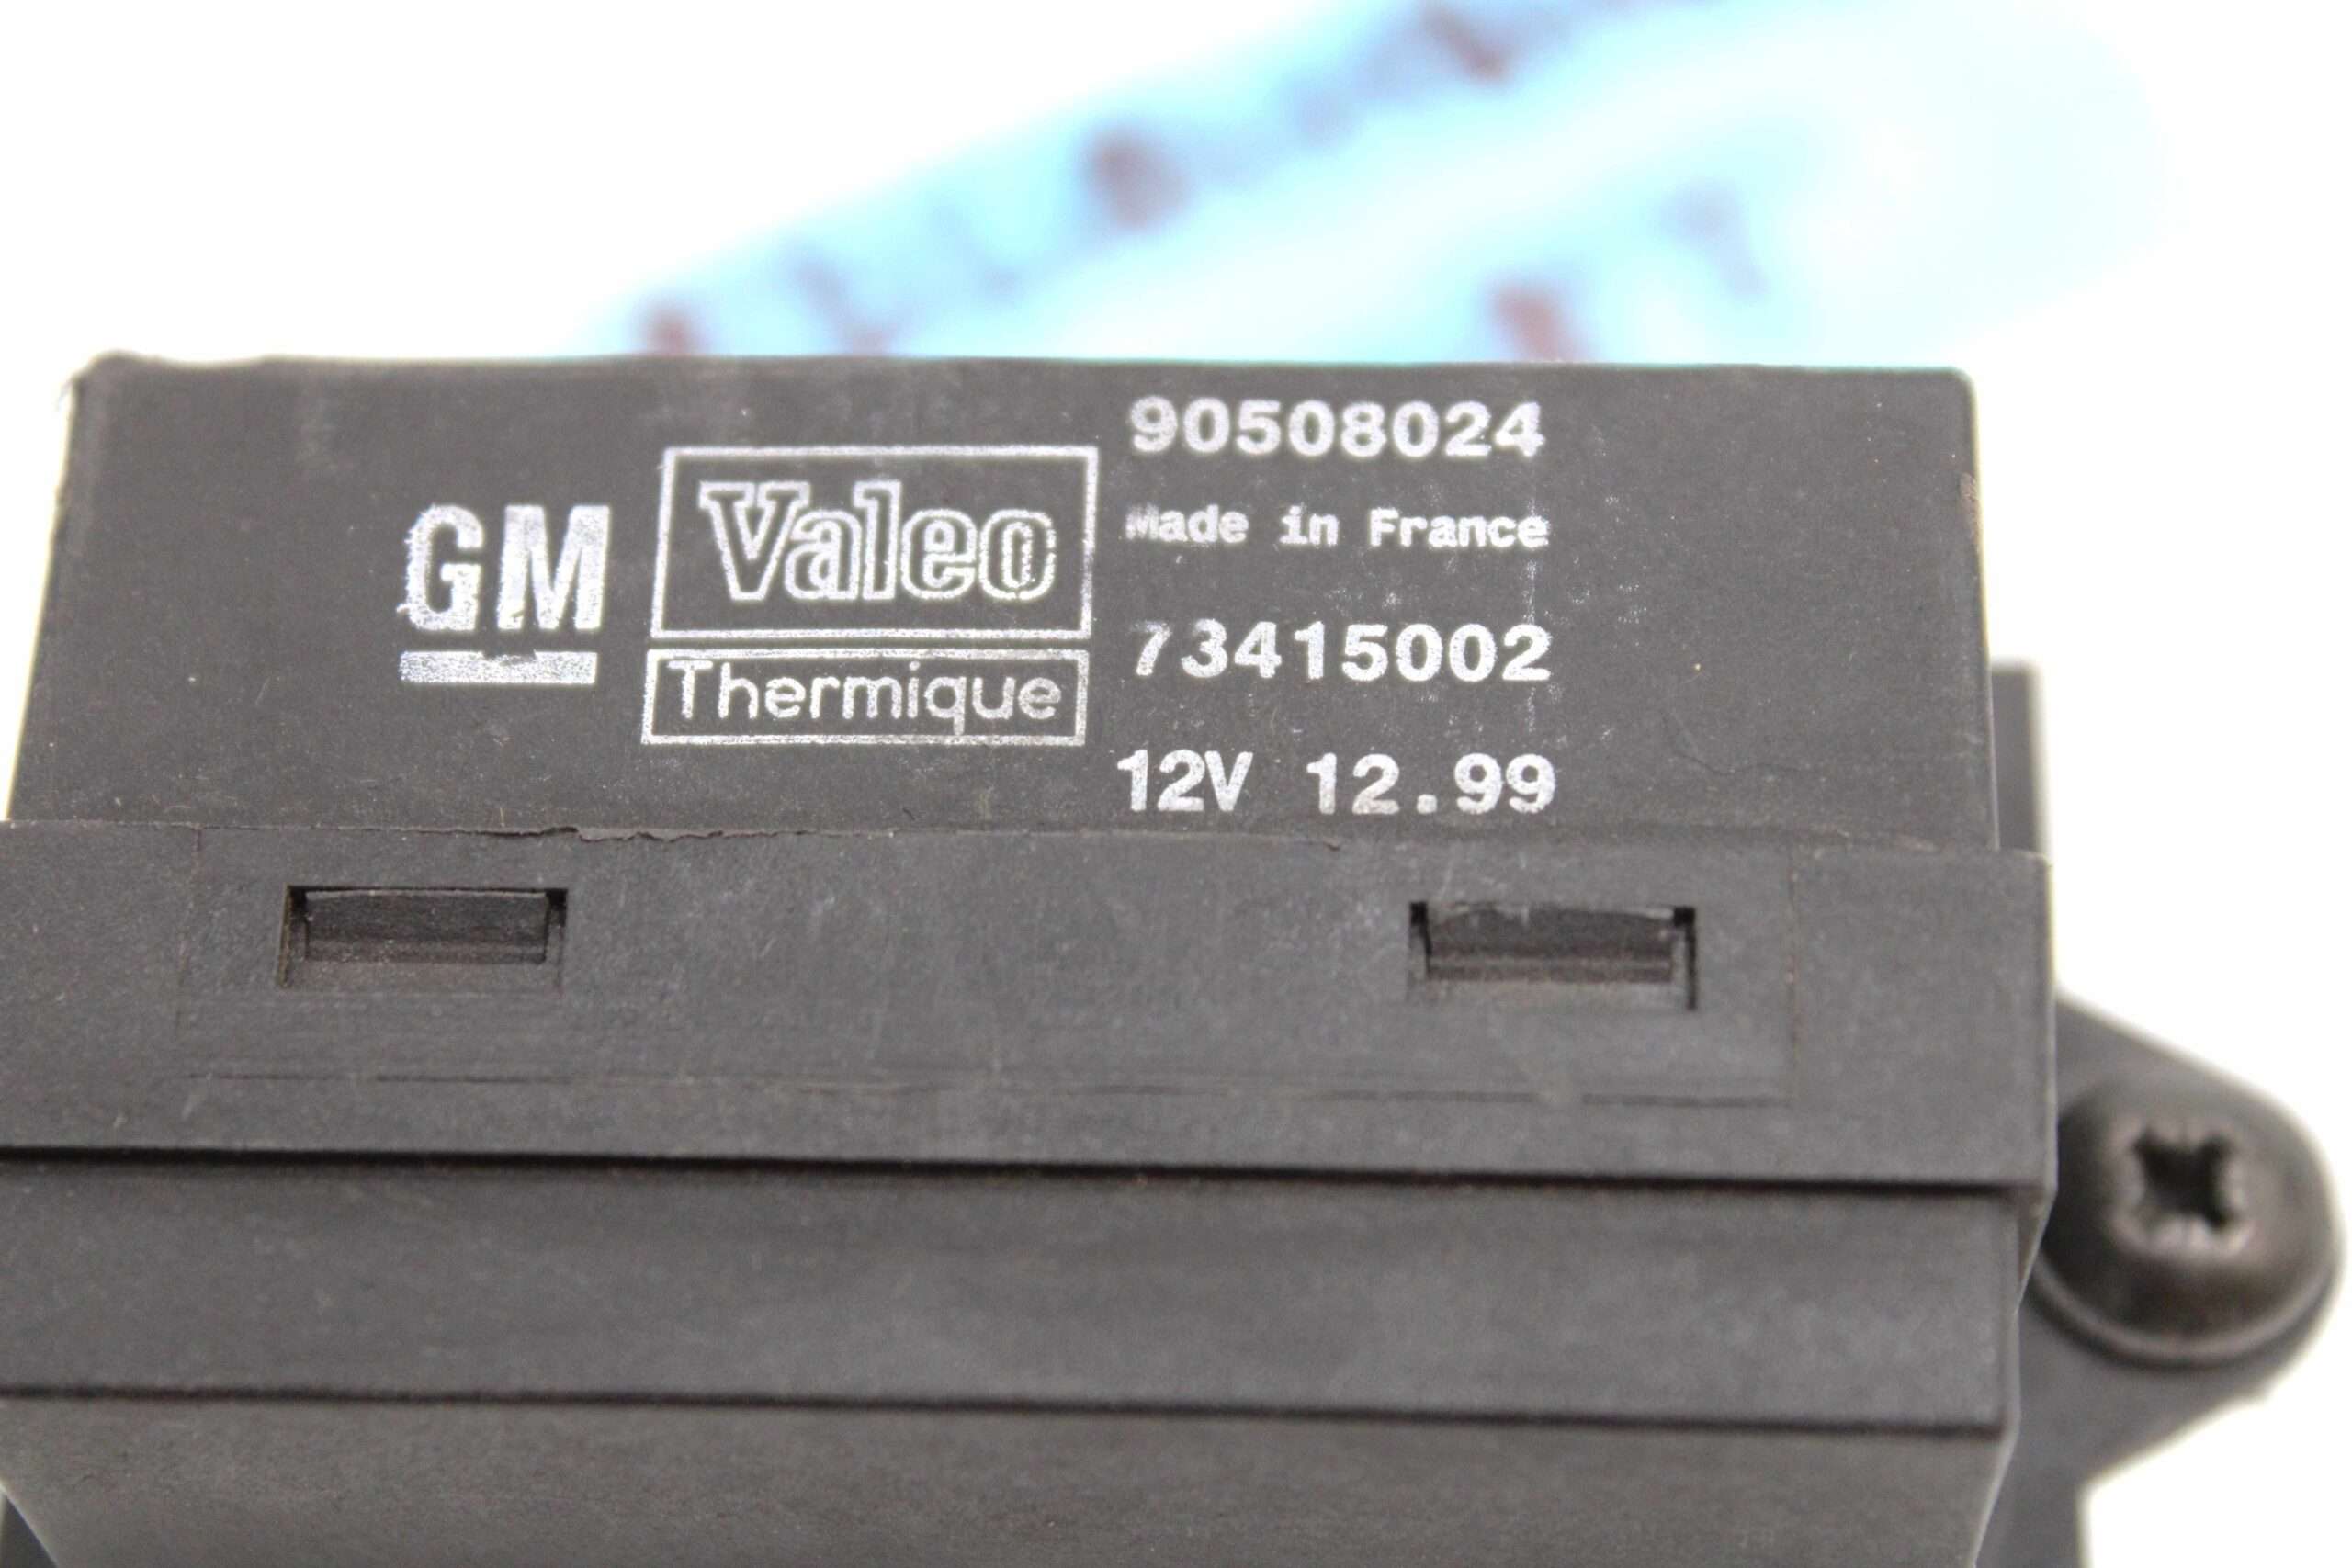 GM
Valeo
Thermique
90508024
Made in France
73415002
12V 12.99